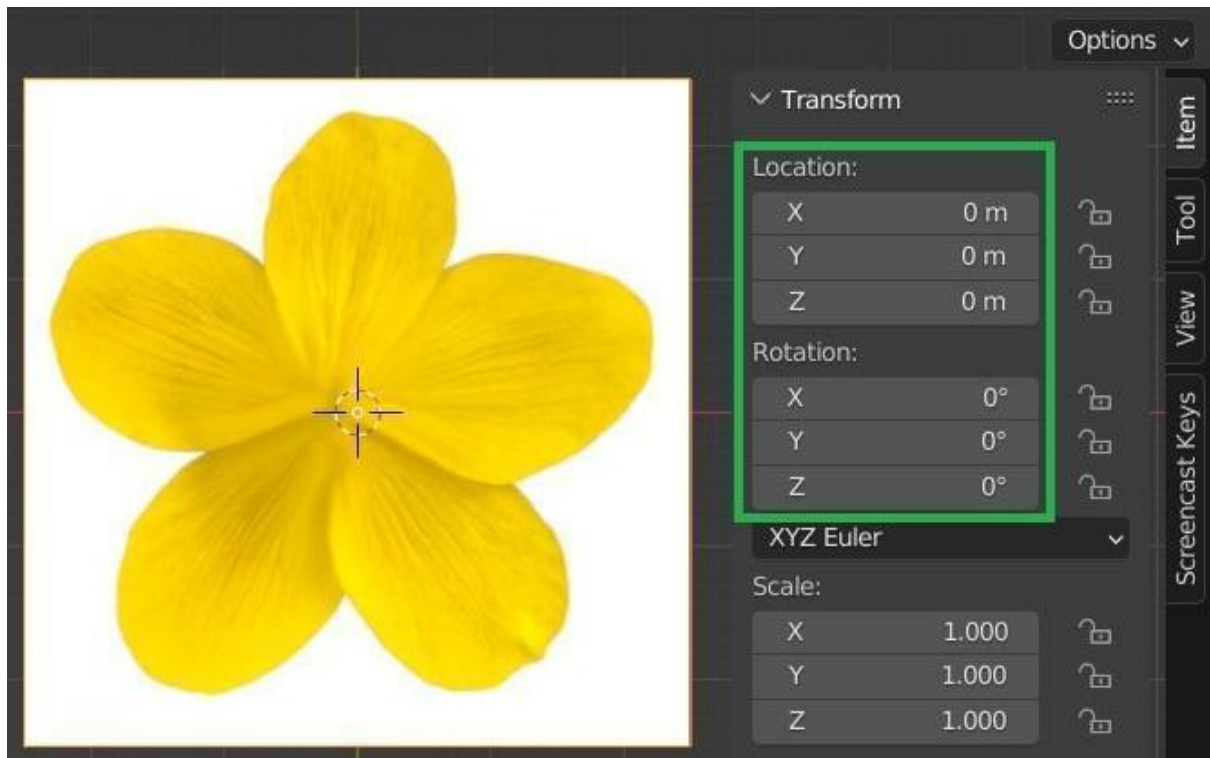 Options
Transform
Location:
X 0 m
Y 0 m
Z 0 m
Rotation:
X 0°
Y 0°
Z 0°
XYZ Euler
Scale:
X 1.000
Y 1.000
Z 1.000
Item
Tool
View
Screencast Keys